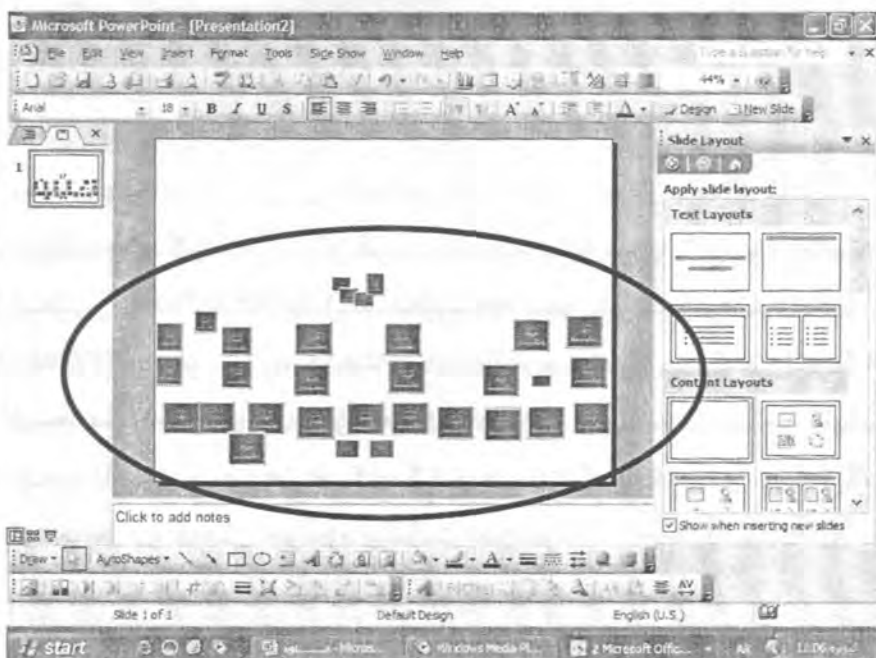 Microsoft PowerPoint - [Presentation2]
File Edit View Insert Format Tools Slide Show Window Help
Type a question for help
44%
Arial 18 B I U S Design New Slide
1
Slide Layout
Apply slide layout:
Text Layouts
Content Layouts
Show when inserting new slides
Click to add notes
Draw AutoShapes
Slide 1 of 1 Default Design English (U.S.)
start Windows Media Pl... 2 Microsoft Offic... AR